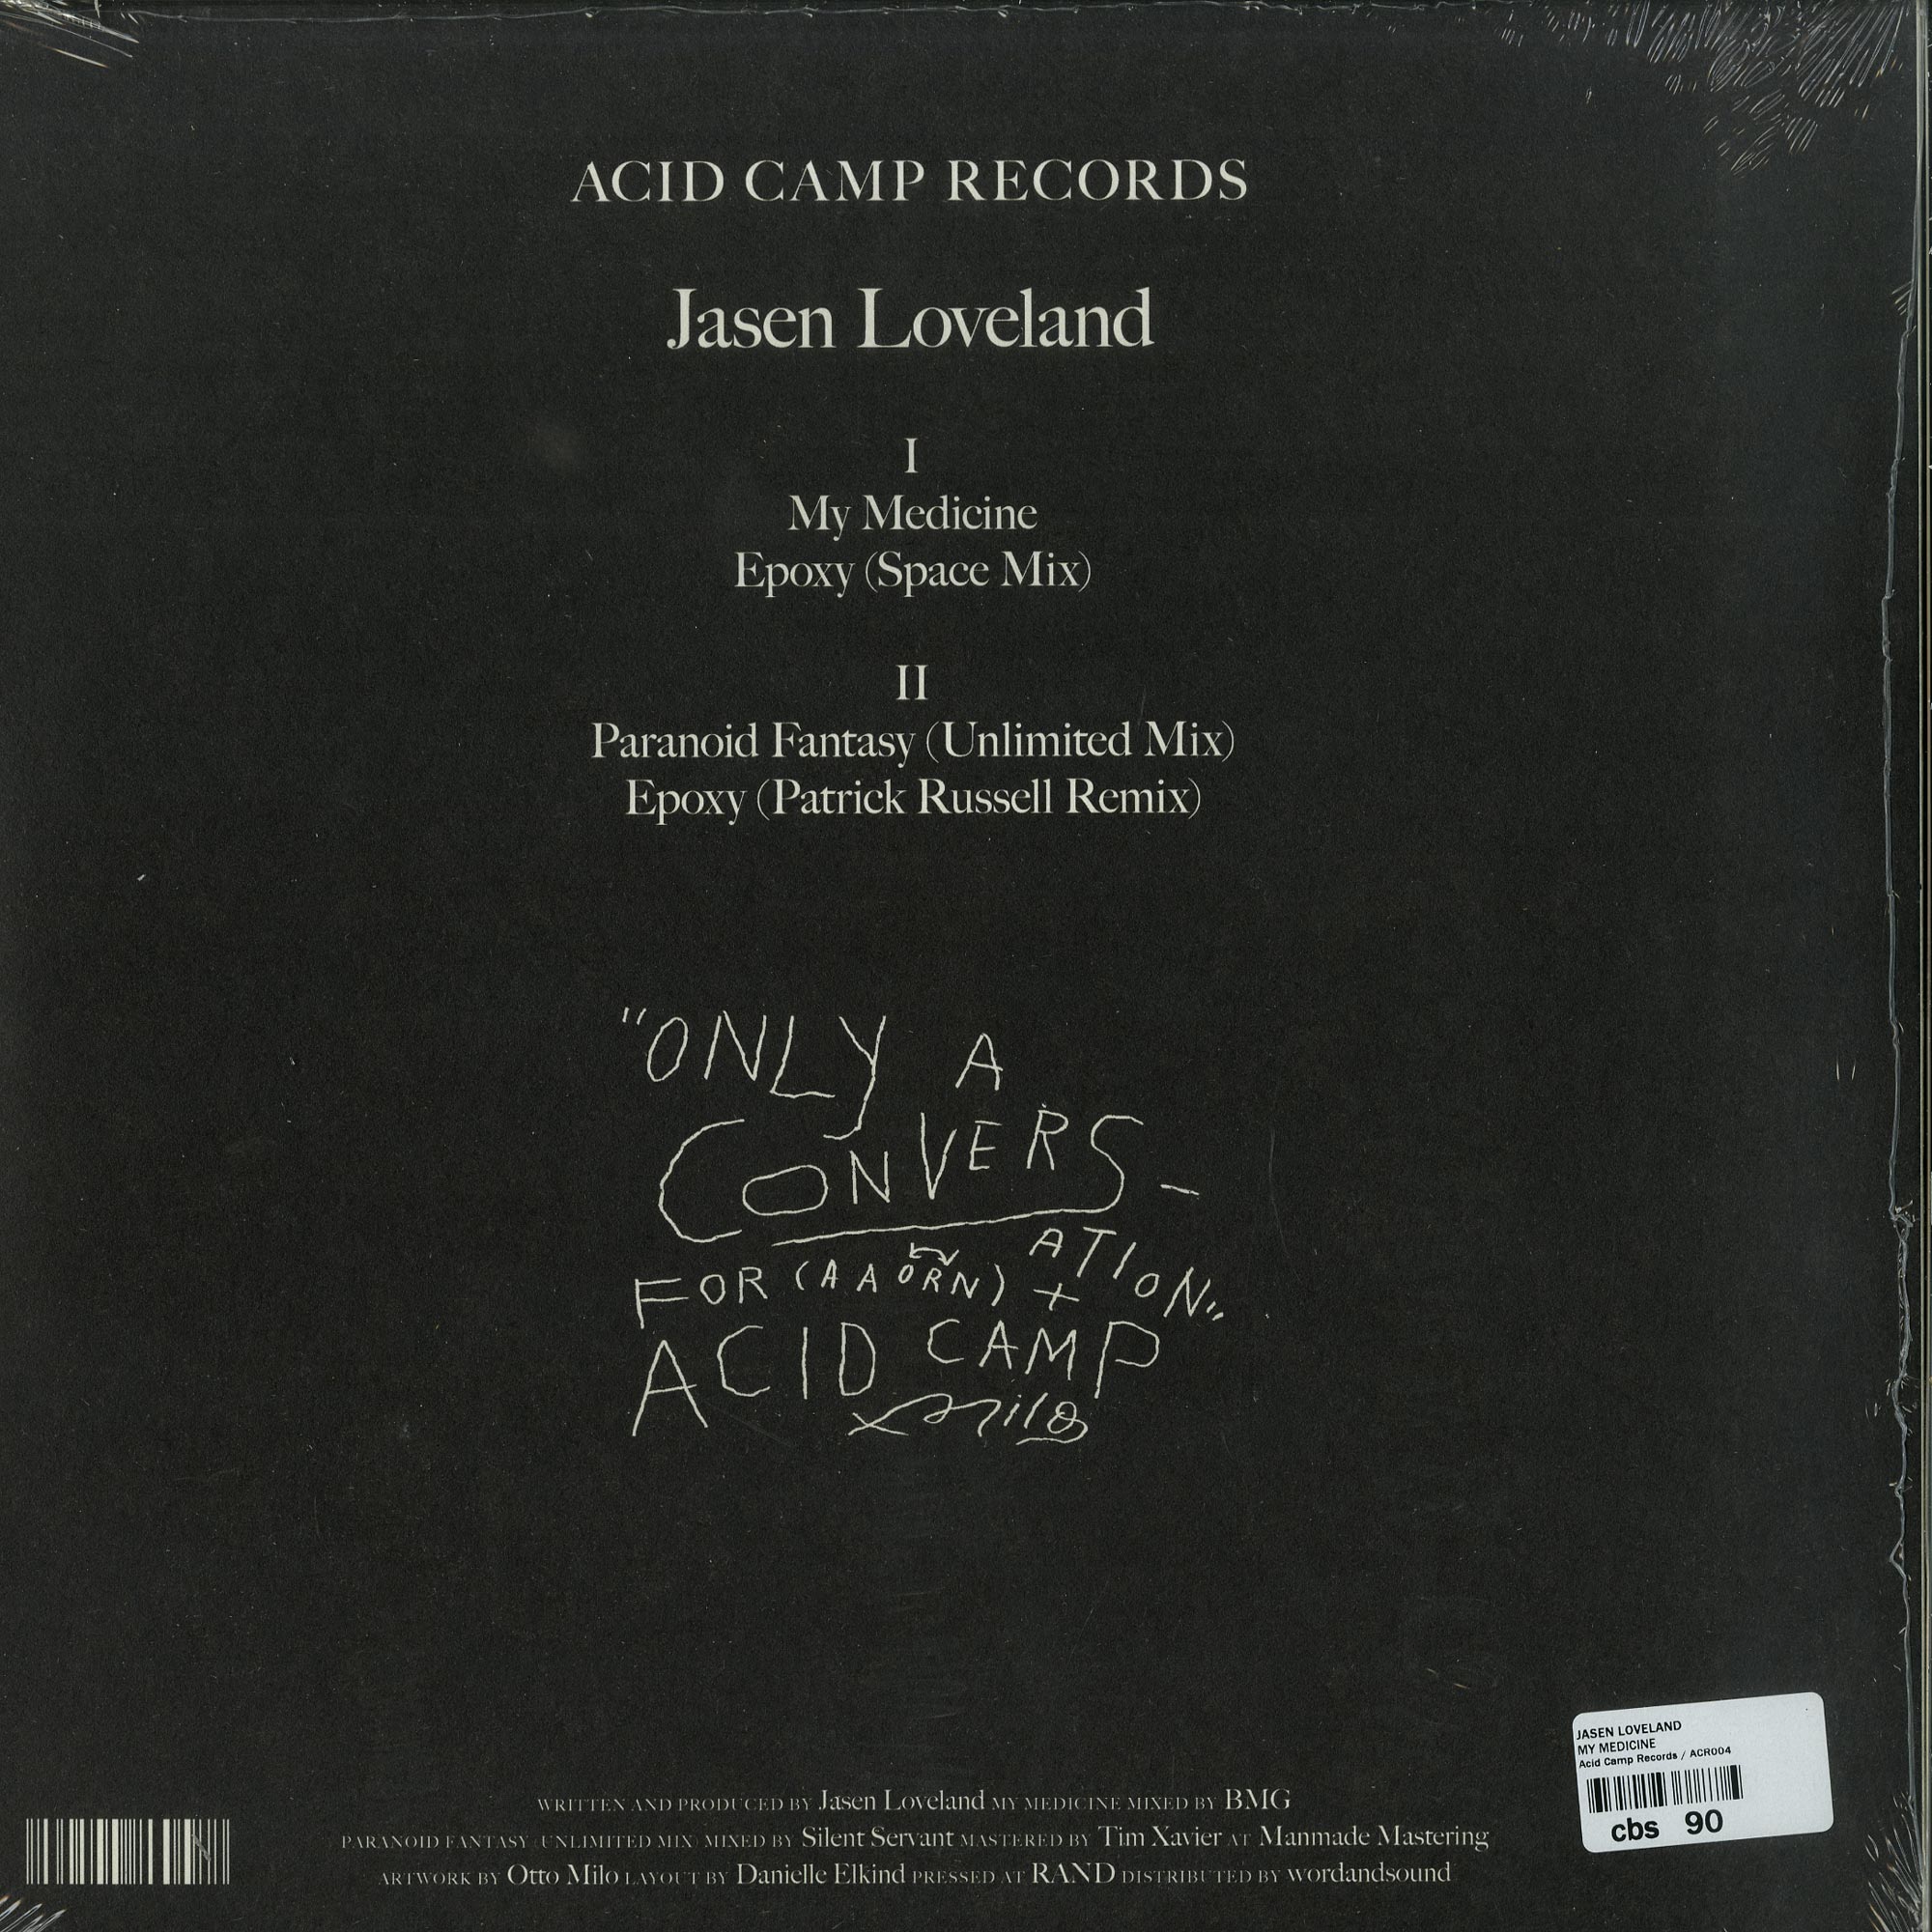 ACID CAMP RECORDS
Jasen Loveland
I
My Medicine
Epoxy (Space Mix)
II
Paranoid Fantasy (Unlimited Mix)
Epoxy (Patrick Russell Remix)
"ONLY A
CONVERS-
ATION"
FOR (AAORN) +
ACID CAMP
milo
WRITTEN AND PRODUCED BY Jasen Loveland MY MEDICINE MIXED BY BMG
PARANOID FANTASY (UNLIMITED MIX) MIXED BY Silent Servant MASTERED BY Tim Xavier AT Manmade Mastering
ARTWORK BY Otto Milo LAYOUT BY Danielle Elkind PRESSED AT RAND DISTRIBUTED BY wordandsound
JASEN LOVELAND
MY MEDICINE
Acid Camp Records / ACR004
cbs 90